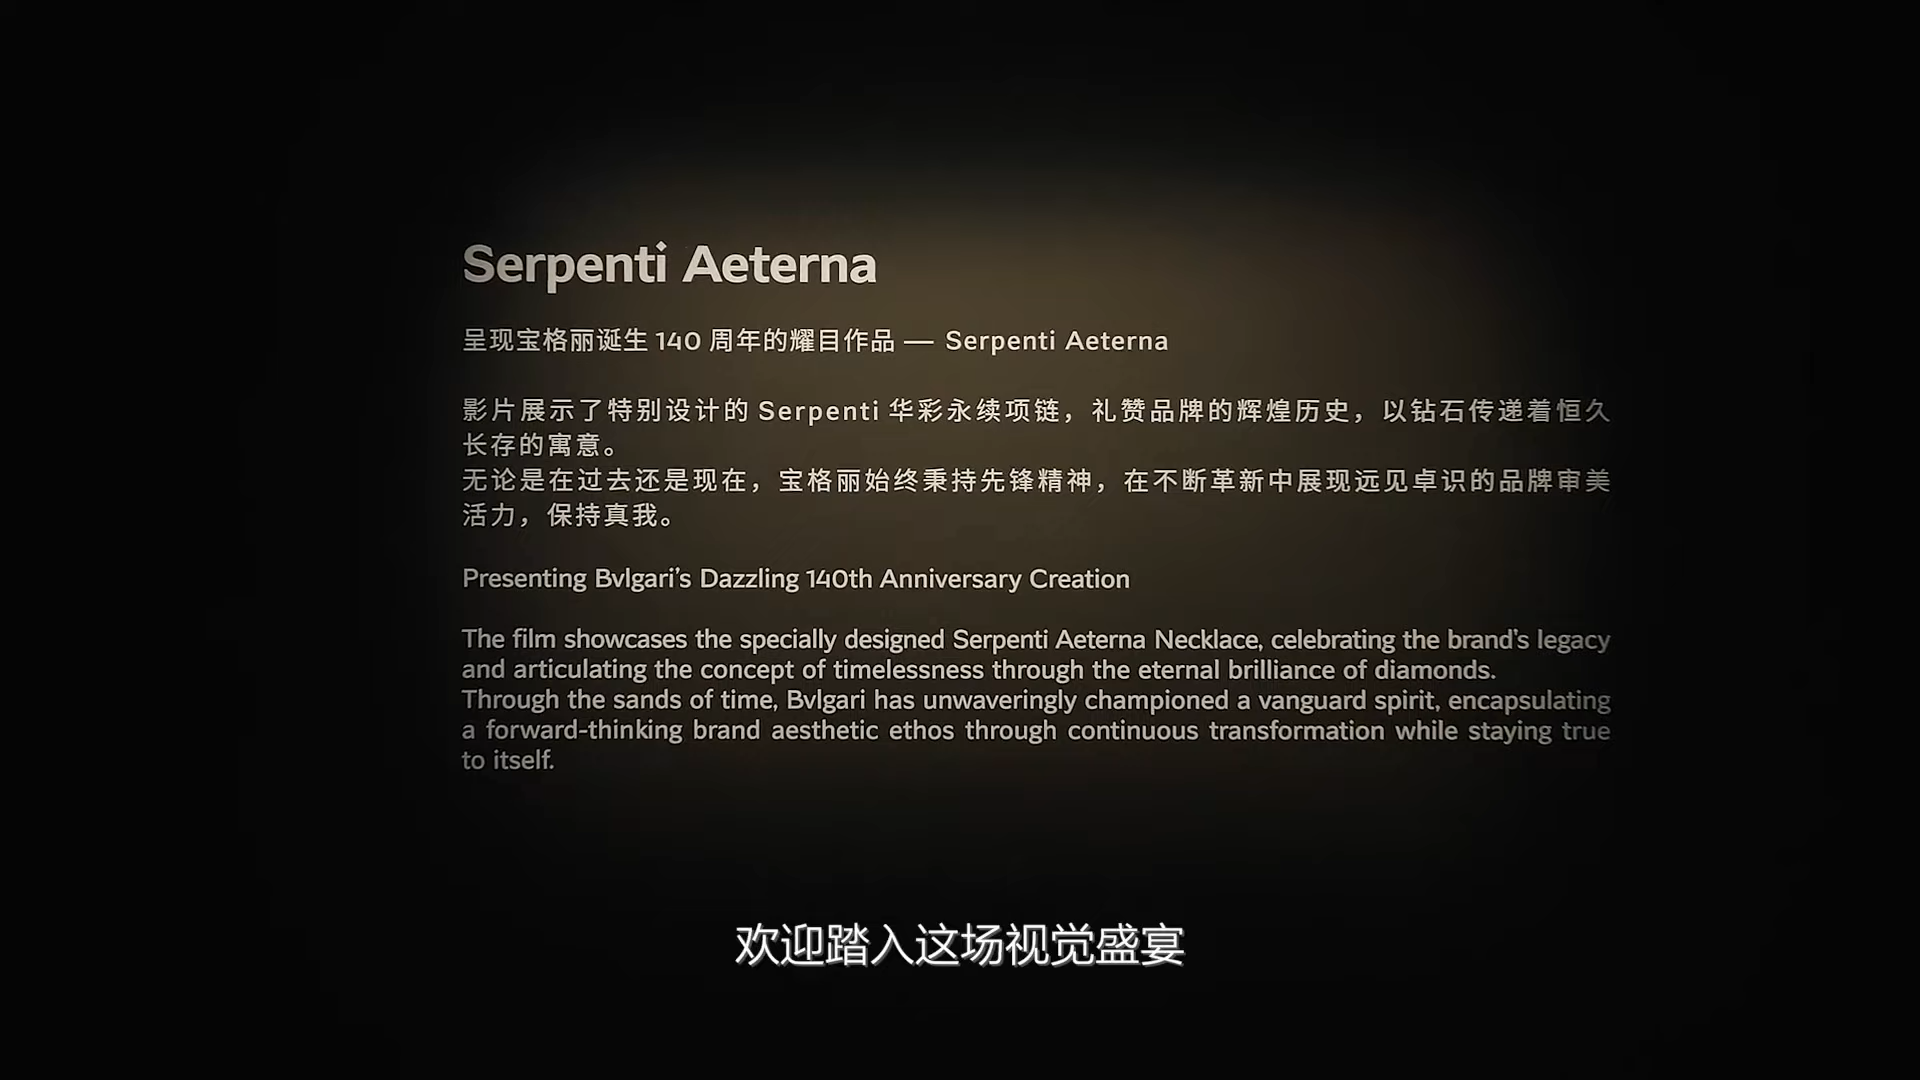 Serpenti Aeterna
呈现宝格丽诞生 140 周年的耀目作品 — Serpenti Aeterna
影片展示了特别设计的 Serpenti 华彩永续项链，礼赞品牌的辉煌历史，以钻石传递着恒久
长存的寓意。
无论是在过去还是现在，宝格丽始终秉持先锋精神，在不断革新中展现远见卓识的品牌审美
活力，保持真我。
Presenting Bvlgari's Dazzling 140th Anniversary Creation
The film showcases the specially designed Serpenti Aeterna Necklace, celebrating the brand's legacy
and articulating the concept of timelessness through the eternal brilliance of diamonds.
Through the sands of time, Bvlgari has unwaveringly championed a vanguard spirit, encapsulating
a forward-thinking brand aesthetic ethos through continuous transformation while staying true
to itself.
欢迎踏入这场视觉盛宴